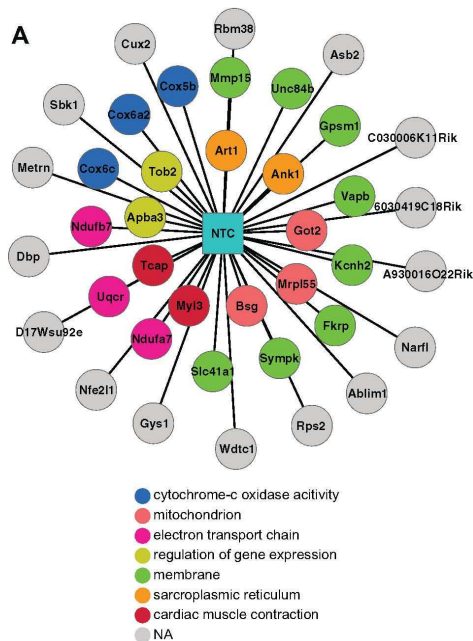 A
Rbm38
Cux2
Asb2
Cox5b
Mmp15
Unc84b
Sbk1
Cox6a2
Gpsm1
C030006K11Rik
Art1
Metrn
Cox6c
Tob2
Ank1
Vapb
6030419C18Rik
Ndufb7
Apba3
NTC
Got2
Dbp
Tcap
Kcnh2
A930016O22Rik
Uqcr
Mrpl55
D17Wsu92e
Myl3
Bsg
Fkrp
Ndufa7
Narfl
Slc41a1
Sympk
Nfe2l1
Ablim1
Gys1
Rps2
Wdtc1
cytochrome-c oxidase acitivity
mitochondrion
electron transport chain
regulation of gene expression
membrane
sarcroplasmic reticulum
cardiac muscle contraction
NA